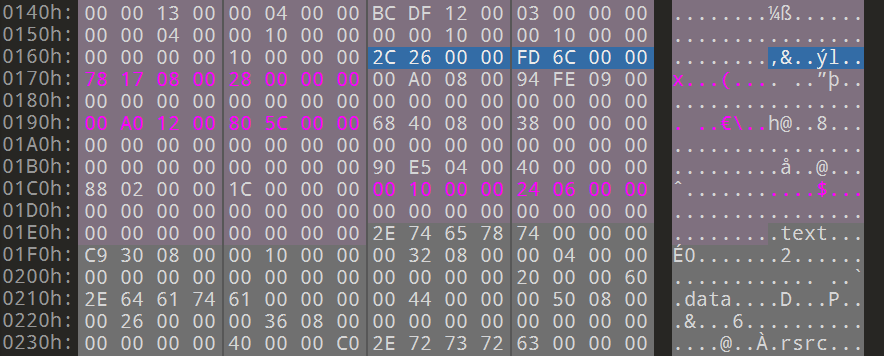 0140h: 00 00 13 00 00 04 00 00 BC DF 12 00 03 00 00 00 ........¼ß......
0150h: 00 00 04 00 00 10 00 00 00 00 10 00 00 10 00 00 ................
0160h: 00 00 00 00 10 00 00 00 2C 26 00 00 FD 6C 00 00 ........,&..ýl..
0170h: 78 17 08 00 28 00 00 00 00 A0 08 00 94 FE 09 00 x...(.... ..”þ..
0180h: 00 00 00 00 00 00 00 00 00 00 00 00 00 00 00 00 ................
0190h: 00 A0 12 00 80 5C 00 00 68 40 08 00 38 00 00 00 . ..€\..h@..8...
01A0h: 00 00 00 00 00 00 00 00 00 00 00 00 00 00 00 00 ................
01B0h: 00 00 00 00 00 00 00 00 90 E5 04 00 40 00 00 00 .........å..@...
01C0h: 88 02 00 00 1C 00 00 00 00 10 00 00 24 06 00 00 ˆ...........$...
01D0h: 00 00 00 00 00 00 00 00 00 00 00 00 00 00 00 00 ................
01E0h: 00 00 00 00 00 00 00 00 2E 74 65 78 74 00 00 00 .........text...
01F0h: C9 30 08 00 00 10 00 00 00 32 08 00 00 04 00 00 É0.......2......
0200h: 00 00 00 00 00 00 00 00 00 00 00 00 20 00 00 60 ............ ..`
0210h: 2E 64 61 74 61 00 00 00 00 44 00 00 00 50 08 00 .data....D...P..
0220h: 00 26 00 00 00 36 08 00 00 00 00 00 00 00 00 00 .&...6..........
0230h: 00 00 00 00 40 00 00 C0 2E 72 73 72 63 00 00 00 ....@..À.rsrc...